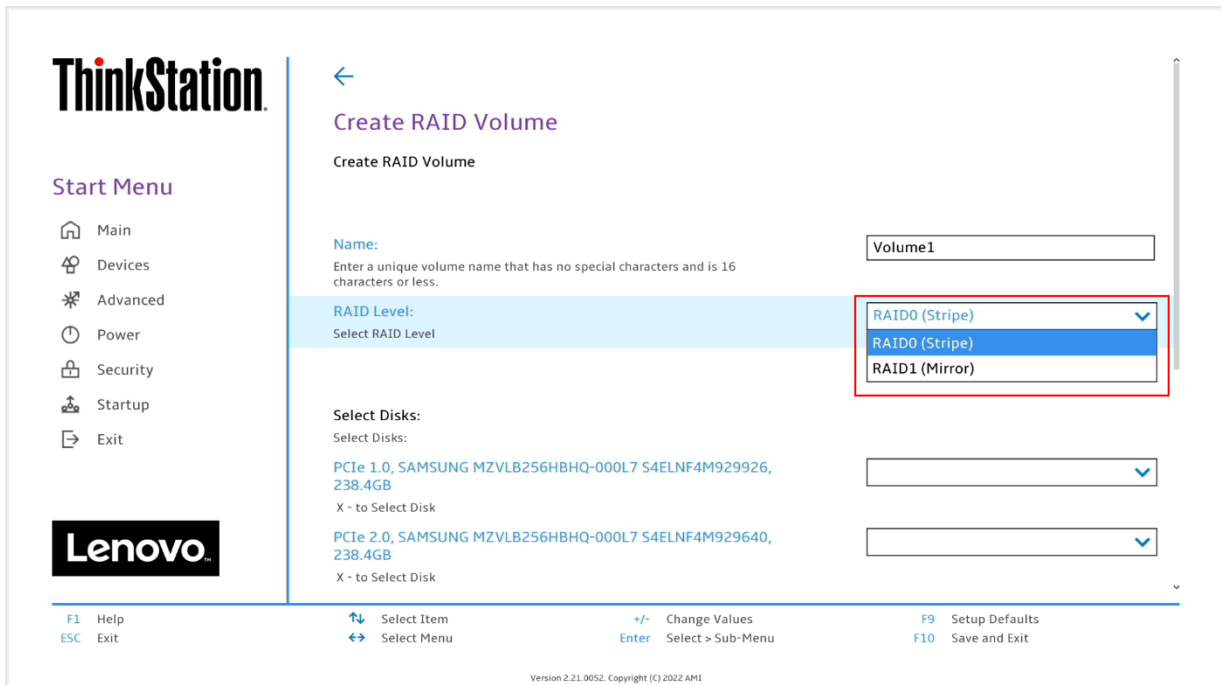 ThinkStation
Start Menu
Main
Devices
Advanced
Power
Security
Startup
Exit
Lenovo™
Create RAID Volume
Create RAID Volume
Name:
Volume1
Enter a unique volume name that has no special characters and is 16
characters or less.
RAID Level:
RAID0 (Stripe)
Select RAID Level
RAID0 (Stripe)
RAID1 (Mirror)
Select Disks:
Select Disks:
PCIe 1.0, SAMSUNG MZVLB256HBHQ-000L7 S4ELNF4M929926,
238.4GB
X - to Select Disk
PCIe 2.0, SAMSUNG MZVLB256HBHQ-000L7 S4ELNF4M929640,
238.4GB
X - to Select Disk
F1 Help
ESC Exit
↑↓ Select Item
↔ Select Menu
+/- Change Values
Enter Select > Sub-Menu
F9 Setup Defaults
F10 Save and Exit
Version 2.21.0052. Copyright (C) 2022 AMI